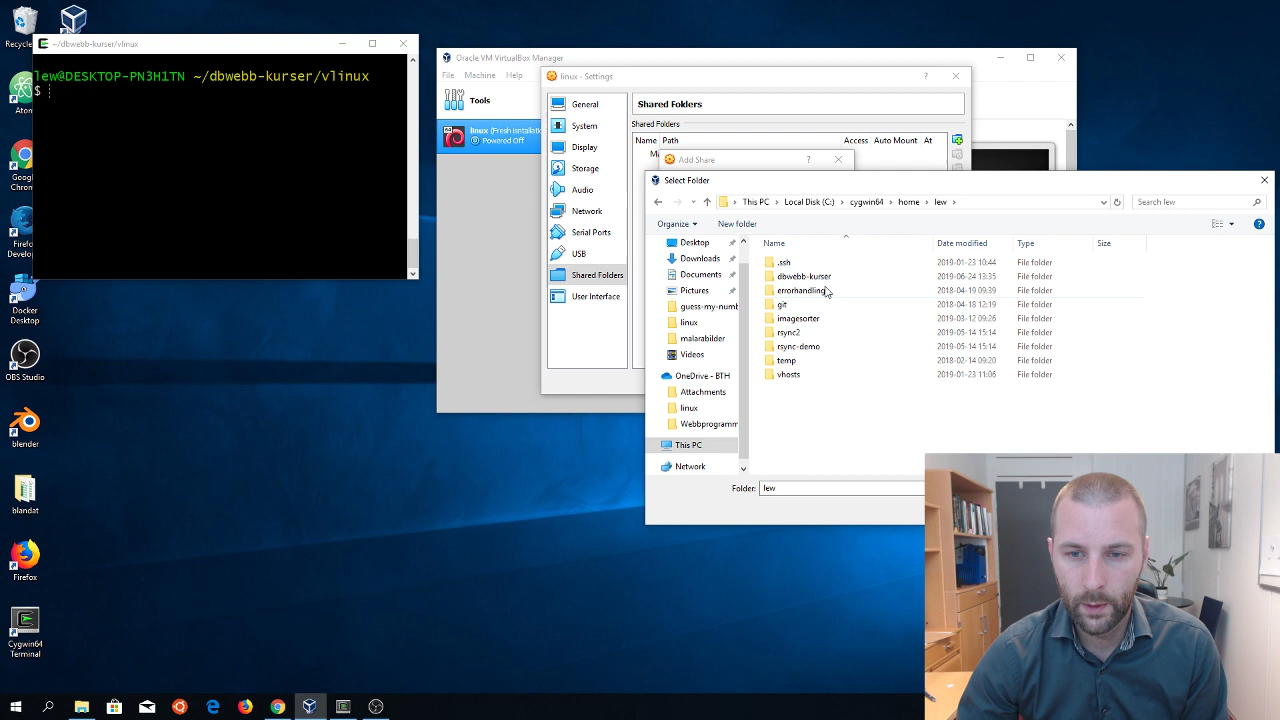 Recycle
Atom
Google Chrome
Firefox Develop
Docker Desktop
OBS Studio
blender
blandat
Firefox
Cygwin64 Terminal
~/dbwebb-kurser/vlinux
lew@DESKTOP-PN3H1TN ~/dbwebb-kurser/vlinux
$
Oracle VM VirtualBox Manager
File Machine Help
Tools
linux (Fresh isntallatio
Powered Off
linux - Settings
General
System
Display
Storage
Audio
Network
Serial Ports
USB
Shared Folders
User Interface
Shared Folders
Shared Folders
Name Path Access Auto Mount At
Add Share
Select Folder
This PC > Local Disk (C:) > cygwin64 > home > lew >
Search lew
Organize New folder
Desktop
Downloads
Documents
Pictures
guess-my-numb
linux
malarabilder
Videos
OneDrive - BTH
Attachments
linux
Webbprogramm
This PC
Network
Name Date modified Type Size
.ssh 2019-01-23 10:44 File folder
dbwebb-kurser 2019-06-24 13:35 File folder
errorhandling 2018-04-19 09:39 File folder
git 2018-04-18 12:19 File folder
imagesorter 2019-03-12 09:26 File folder
rsync2 2019-05-14 15:14 File folder
rsync-demo 2019-05-14 15:14 File folder
temp 2018-02-14 09:20 File folder
vhosts 2019-01-23 11:06 File folder
Folder: lew